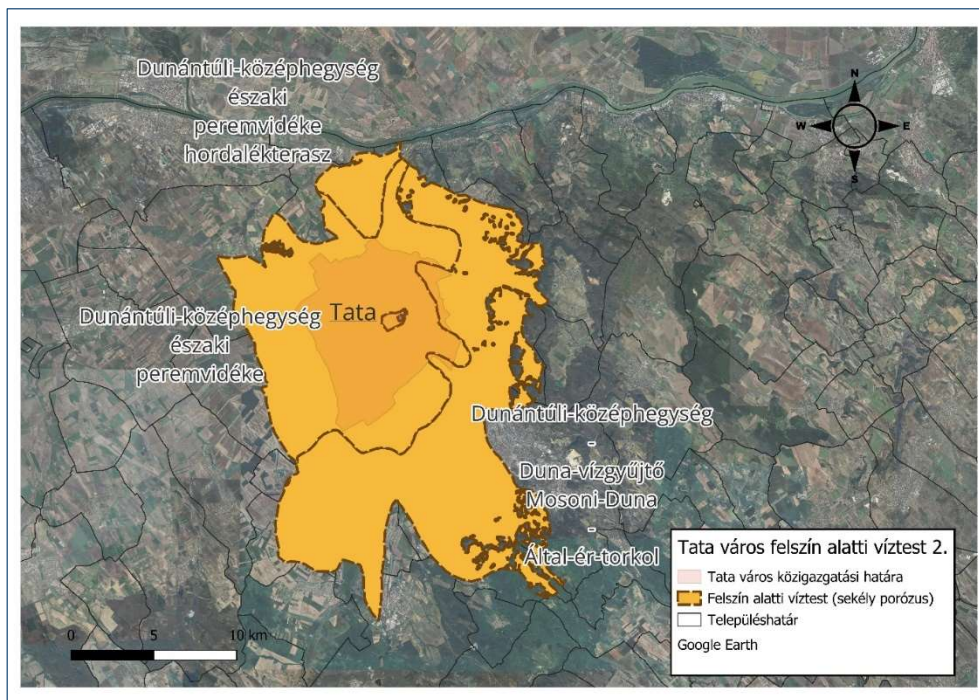 Dunántúli-középhegység
északi
peremvidéke
hordalékterasz
N
W
E
S
Dunántúli-középhegység
északi
peremvidéke
Tata
Dunántúli-középhegység
-
Duna-vízgyűjtő
Mosoni-Duna
-
Által-ér-torkol
Tata város felszín alatti víztest 2.
Tata város közigazgatási határa
Felszín alatti víztest (sekély porózus)
Településhatár
Google Earth
0 5 10 km